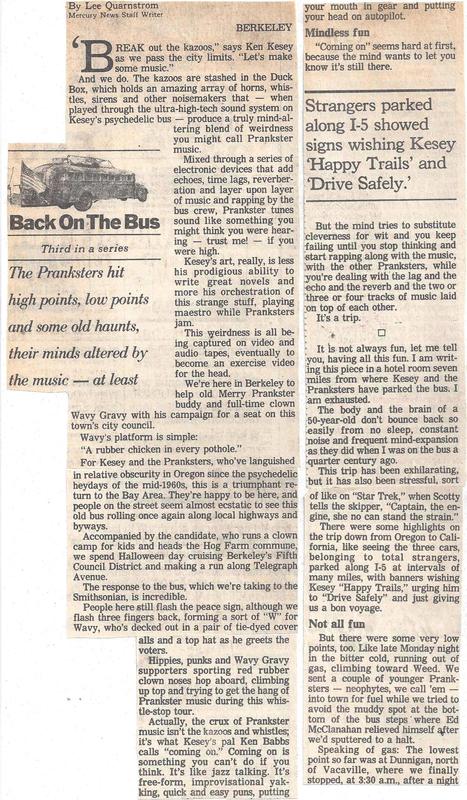 By Lee Quarnstrom
Mercury News Staff Writer
BERKELEY
'BREAK out the kazoos," says Ken Kesey
as we pass the city limits. "Let's make
some music."
And we do. The kazoos are stashed in the Duck
Box, which holds an amazing array of horns, whis-
tles, sirens and other noisemakers that — when
played through the ultra-high-tech sound system on
Kesey's psychedelic bus — produce a truly mind-al-
tering blend of weirdness
you might call Prankster
music.
Mixed through a series of
electronic devices that add
echoes, time lags, reverber-
ation and layer upon layer
of music and rapping by the
bus crew, Prankster tunes
sound like something you
might think you were hear-
ing — trust me! — if you
were high.
Kesey's art, really, is less
his prodigious ability to
write great novels and
more his orchestration of
this strange stuff, playing
maestro while Pranksters
jam.
This weirdness is all be-
ing captured on video and
audio tapes, eventually to
become an exercise video
for the head.
We're here in Berkeley to
help old Merry Prankster
buddy and full-time clown
Back On The Bus
Third in a series
The Pranksters hit
high points, low points
and some old haunts,
their minds altered by
the music — at least
Wavy Gravy with his campaign for a seat on this
town's city council.
Wavy's platform is simple:
"A rubber chicken in every pothole."
For Kesey and the Pranksters, who've languished
in relative obscurity in Oregon since the psychedelic
heydays of the mid-1960s, this is a triumphant re-
turn to the Bay Area. They're happy to be here, and
people on the street seem almost ecstatic to see this
old bus rolling once again along local highways and
byways.
Accompanied by the candidate, who runs a clown
camp for kids and heads the Hog Farm commune,
we spend Halloween day cruising Berkeley's Fifth
Council District and making a run along Telegraph
Avenue.
The response to the bus, which we're taking to the
Smithsonian, is incredible.
People here still flash the peace sign, although we
flash three fingers back, forming a sort of "W" for
Wavy, who's decked out in a pair of tie-dyed cover
alls and a top hat as he greets the
voters.
Hippies, punks and Wavy Gravy
supporters sporting red rubber
clown noses hop aboard, climbing
up top and trying to get the hang of
Prankster music during this whis-
tle-stop tour.
Actually, the crux of Prankster
music isn't the kazoos and whistles;
it's what Kesey's pal Ken Babbs
calls "coming on." Coming on is
something you can't do if you
think. It's like jazz talking. It's
free-form, improvisational yak-
king, quick and easy puns, putting
your mouth in gear and putting
your head on autopilot.
Mindless fun
"Coming on" seems hard at first,
because the mind wants to let you
know it's still there.
Strangers parked
along I-5 showed
signs wishing Kesey
'Happy Trails' and
'Drive Safely.'
But the mind tries to substitute
cleverness for wit and you keep
failing until you stop thinking and
start rapping along with the music,
with the other Pranksters, while
you're dealing with the lag and the
echo and the reverb and the two or
three or four tracks of music laid
on top of each other.
It's a trip.
It is not always fun, let me tell
you, having all this fun. I am writ-
ing this piece in a hotel room seven
miles from where Kesey and the
Pranksters have parked the bus. I
am exhausted.
The body and the brain of a
50-year-old don't bounce back so
easily from no sleep, constant
noise and frequent mind-expansion
as they did when I was on the bus a
quarter century ago.
This trip has been exhilarating,
but it has also been stressful, sort
of like on "Star Trek," when Scotty
tells the skipper, "Captain, the en-
gine, she no can stand the strain."
There were some highlights on
the trip down from Oregon to Cali-
fornia, like seeing the three cars,
belonging to total strangers,
parked along I-5 at intervals of
many miles, with banners wishing
Kesey "Happy Trails," urging him
to "Drive Safely" and just giving
us a bon voyage.
Not all fun
But there were some very low
points, too. Like late Monday night
in the bitter cold, running out of
gas, climbing toward Weed. We
sent a couple of younger Prank-
sters — neophytes, we call 'em —
into town for fuel while we tried to
avoid the muddy spot at the bot-
tom of the bus steps where Ed
McClanahan relieved himself after
we'd sputtered to a halt.
Speaking of gas: The lowest
point so far was at Dunnigan, north
of Vacaville, where we finally
stopped, at 3:30 a.m., after a night